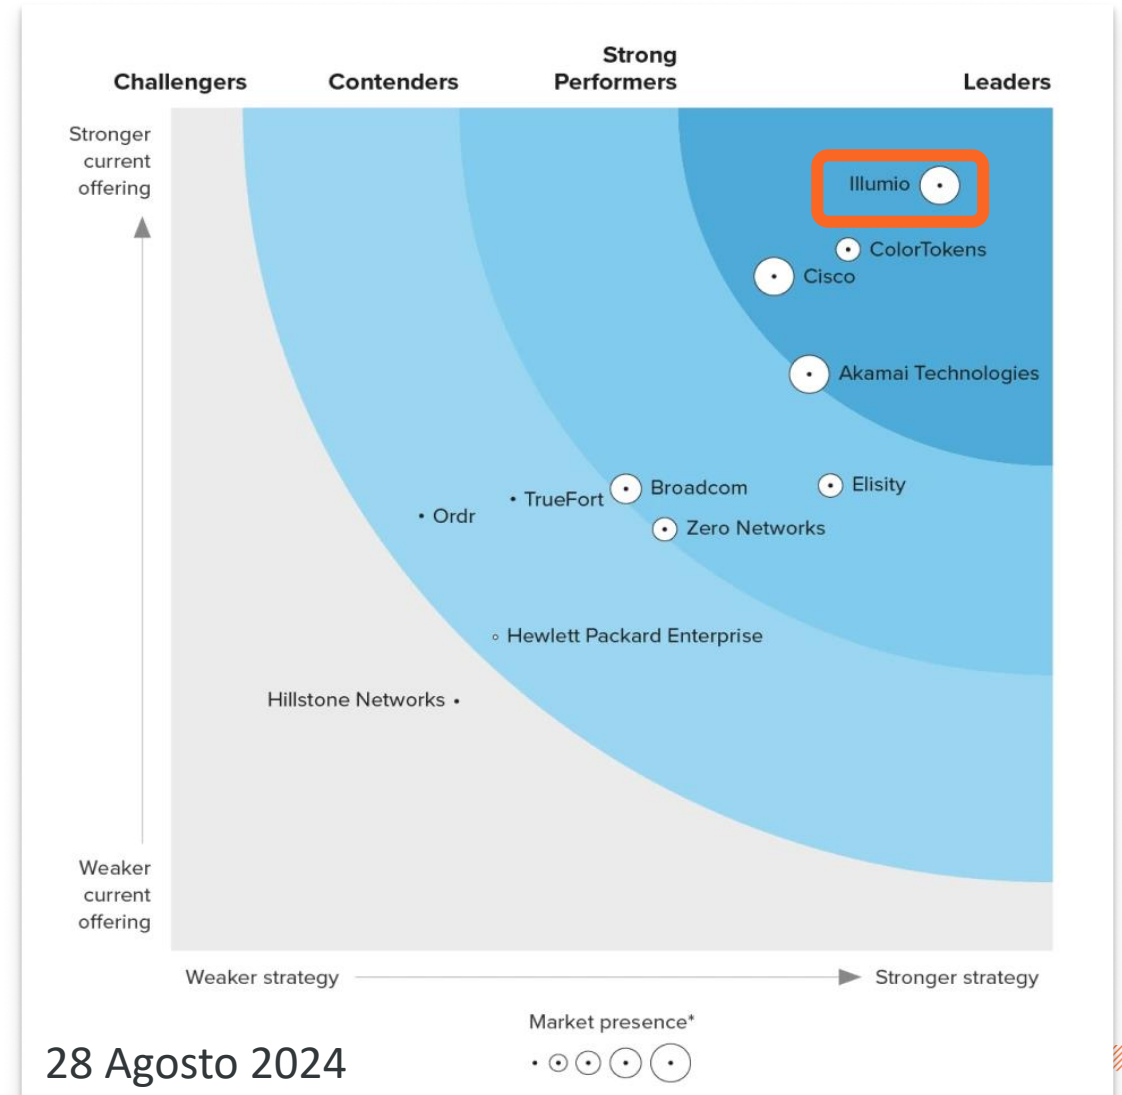 Strong
Challengers Contenders Performers Leaders
Stronger
current
offering
Illumio
ColorTokens
Cisco
Akamai Technologies
Elisity
Broadcom
TrueFort
Ordr
Zero Networks
Hewlett Packard Enterprise
Hillstone Networks
Weaker
current
offering
Weaker strategy Stronger strategy
Market presence*
28 Agosto 2024